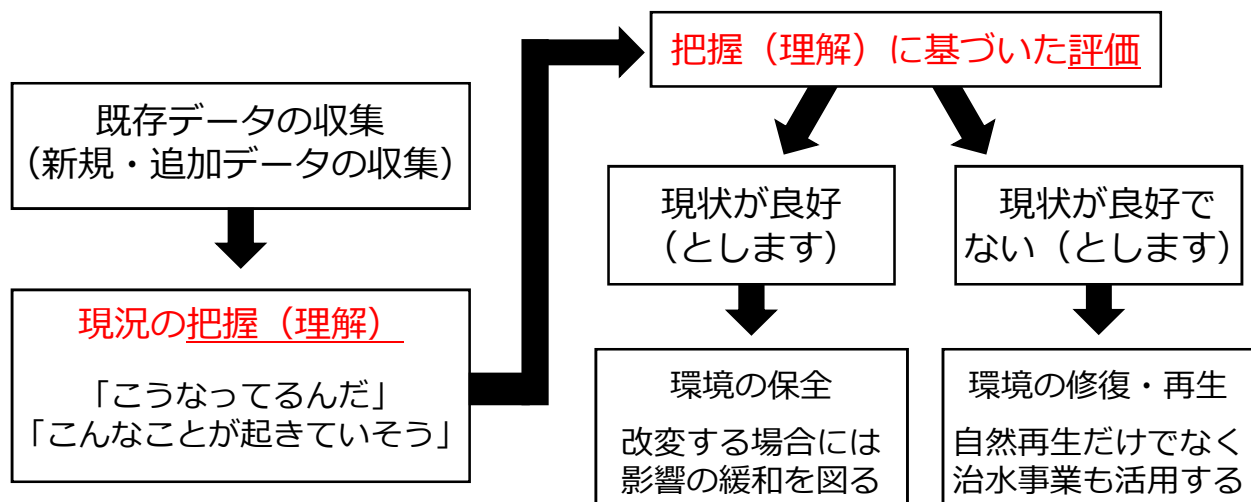 既存データの収集
（新規・追加データの収集）
現況の把握（理解）
「こうなってるんだ」
「こんなことが起きていそう」
把握（理解）に基づいた評価
現状が良好
（とします）
現状が良好で
ない（とします）
環境の保全
改変する場合には
影響の緩和を図る
環境の修復・再生
自然再生だけでなく
治水事業も活用する